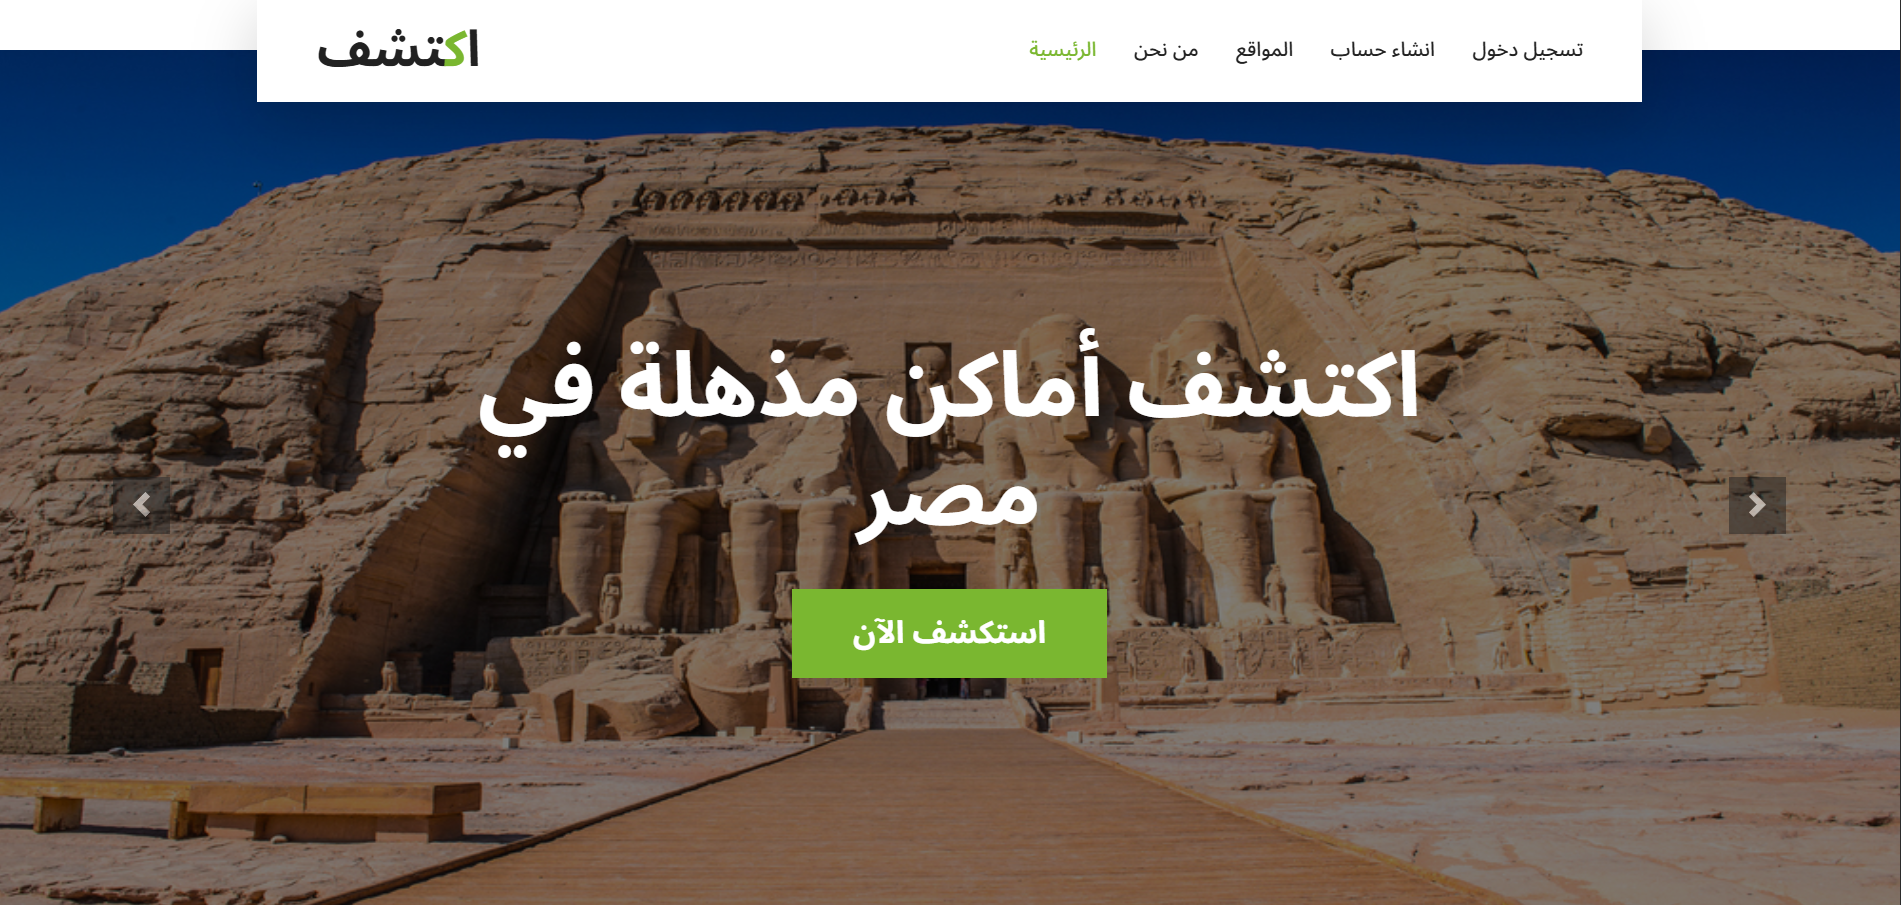 اكتشف
الرئيسية
من نحن
المواقع
انشاء حساب
تسجيل دخول
اكتشف أماكن مذهلة في
مصر
استكشف الآن